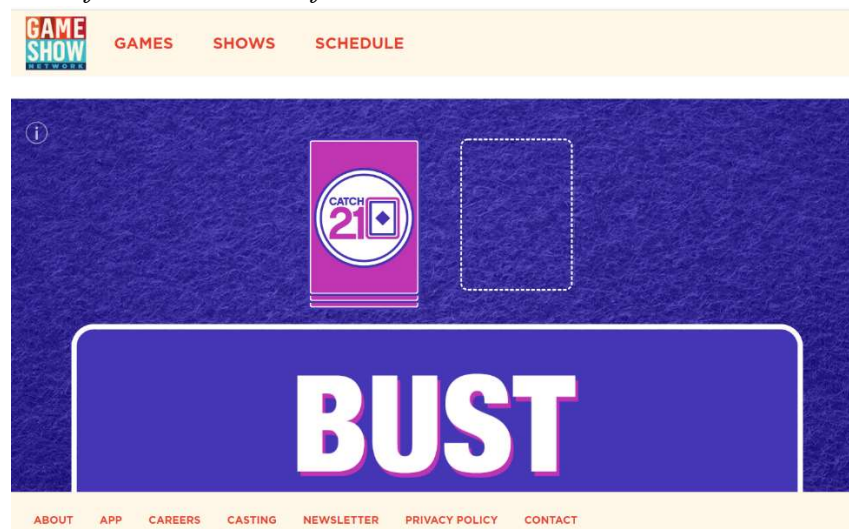 GAME
SHOW
NETWORK
GAMES SHOWS SCHEDULE
i
CATCH
21
BUST
ABOUT APP CAREERS CASTING NEWSLETTER PRIVACY POLICY CONTACT